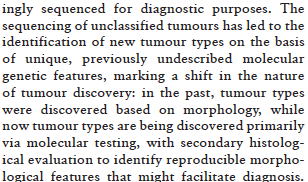 ingly sequenced for diagnostic purposes. The
sequencing of unclassified tumours has led to the
identification of new tumour types on the basis
of unique, previously undescribed molecular
genetic features, marking a shift in the nature
of tumour discovery: in the past, tumour types
were discovered based on morphology, while
now tumour types are being discovered primarily
via molecular testing, with secondary histolog-
ical evaluation to identify reproducible morpho-
logical features that might facilitate diagnosis.